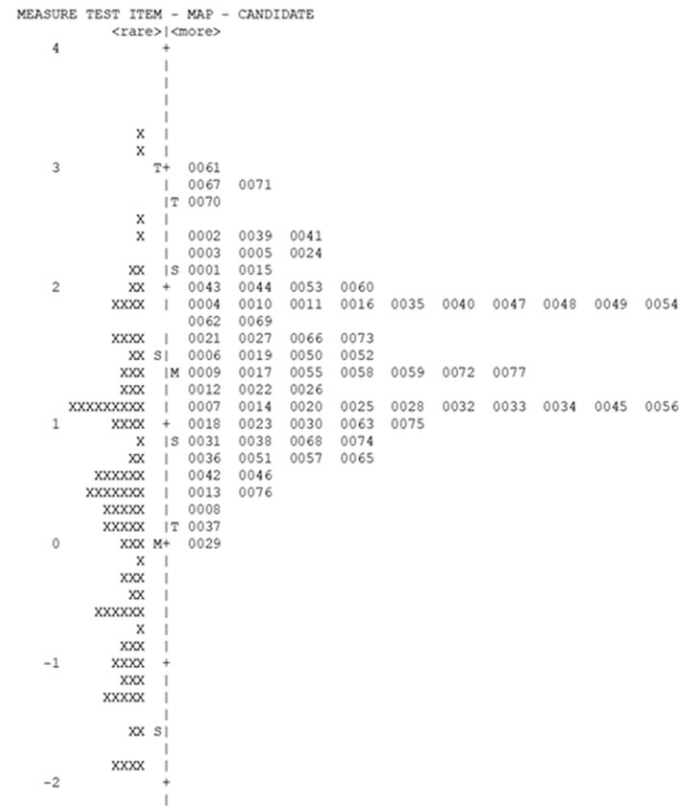 MEASURE TEST ITEM - MAP - CANDIDATE
<rare>|<more>
4 +
|
|
|
|
X |
X |
3 T+ 0061
| 0067 0071
|T 0070
X |
X | 0002 0039 0041
| 0003 0005 0024
XX |S 0001 0015
2 XX + 0043 0044 0053 0060
XXXX | 0004 0010 0011 0016 0035 0040 0047 0048 0049 0054
0062 0069
XXXX | 0021 0027 0066 0073
XX S| 0006 0019 0050 0052
XXX |M 0009 0017 0055 0058 0059 0072 0077
XXX | 0012 0022 0026
XXXXXXXXX | 0007 0014 0020 0025 0028 0032 0033 0034 0045 0056
1 XXXX + 0018 0023 0030 0063 0075
X |S 0031 0038 0068 0074
XX | 0036 0051 0057 0065
XXXXXX | 0042 0046
XXXXXXX | 0013 0076
XXXXX | 0008
XXXXX |T 0037
0 XXX M+ 0029
X |
XXX |
XX |
XXXXXX |
X |
XXX |
-1 XXXX +
XXX |
XXXXX |
|
XX S|
|
XXXX |
-2 +
|